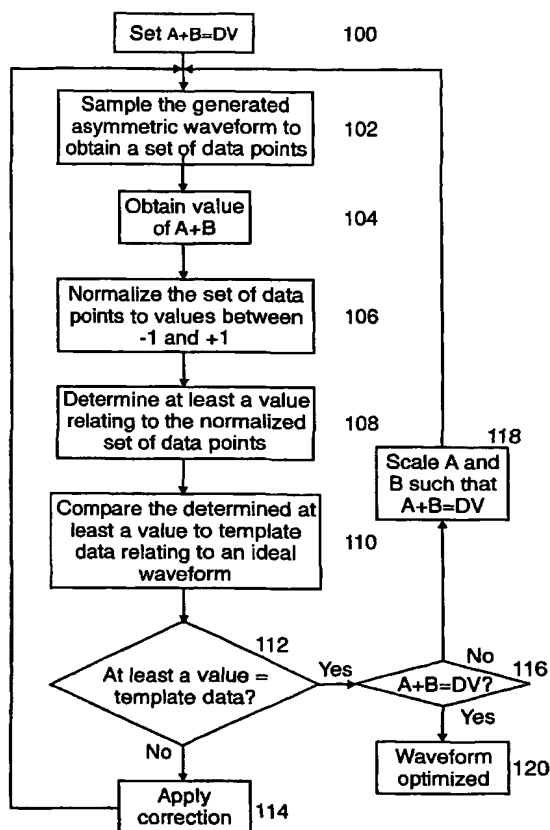 Set A+B=DV 100
Sample the generated
asymmetric waveform to
obtain a set of data points
102
Obtain value
of A+B
104
Normalize the set of data
points to values between
-1 and +1
106
Determine at least a value
relating to the normalized
set of data points
108
Compare the determined at
least a value to template
data relating to an ideal
waveform
110
112
At least a value =
template data?
Yes
No
Apply
correction
114
118
Scale A and
B such that
A+B=DV
No
116
A+B=DV?
Yes
Waveform
optimized
120